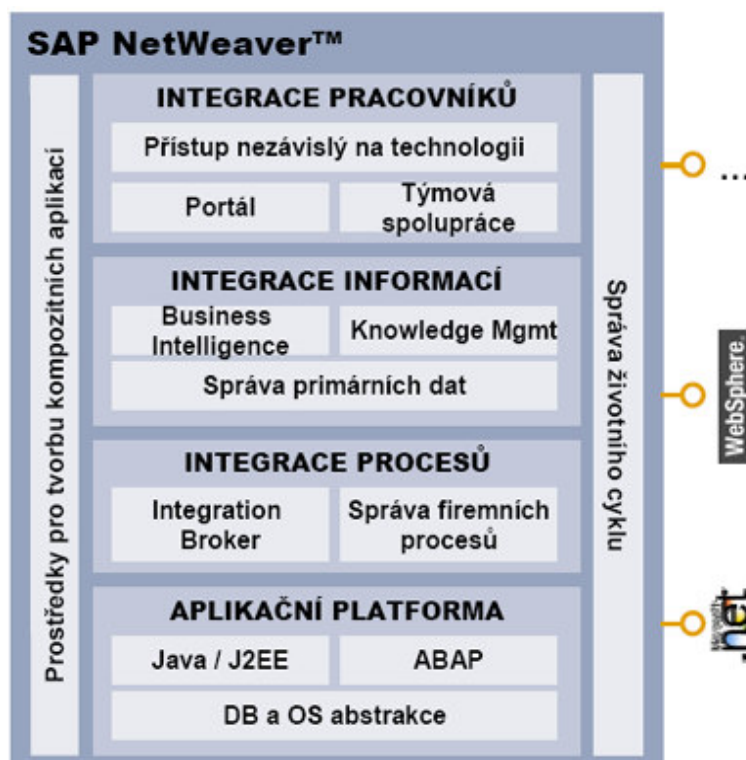 SAP NetWeaver™
Prostředky pro tvorbu kompozitních aplikací
INTEGRACE PRACOVNÍKŮ
Přístup nezávislý na technologii
Portál
Týmová
spolupráce
INTEGRACE INFORMACÍ
Business
Intelligence
Knowledge Mgmt
Správa primárních dat
INTEGRACE PROCESŮ
Integration
Broker
Správa firemních
procesů
APLIKAČNÍ PLATFORMA
Java / J2EE
ABAP
DB a OS abstrakce
Správa životního cyklu
...
WebSphere.
Microsoft
.net